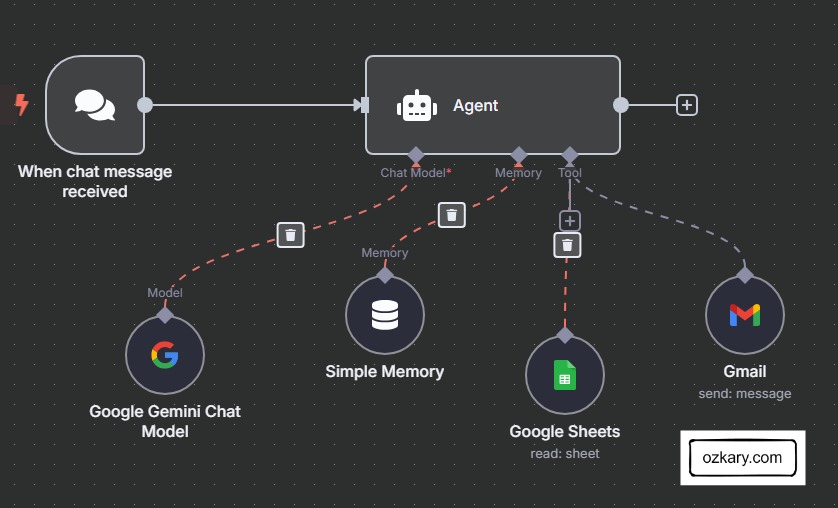 Agent
When chat message
received
Chat Model*
Memory
Tool
Memory
Model
Simple Memory
Gmail
send: message
Google Gemini Chat
Model
Google Sheets
read: sheet
ozkary.com